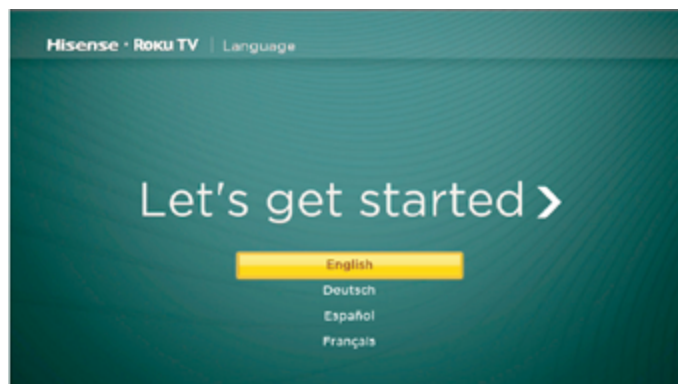 Hisense · Roku TV | Language
Let's get started >
English
Deutsch
Español
Français